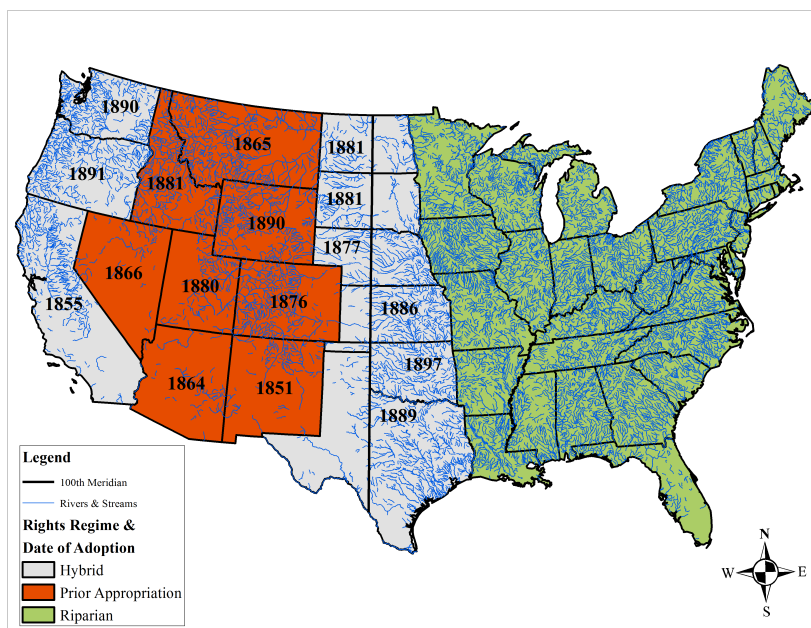 1890
1865
1881
1891
1881
1881
1890
1877
1866
1880
1876
1855
1886
1864
1851
1897
1889
Legend
100th Meridian
Rivers & Streams
Rights Regime &
Date of Adoption
Hybrid
Prior Appropriation
Riparian
N
W
E
S